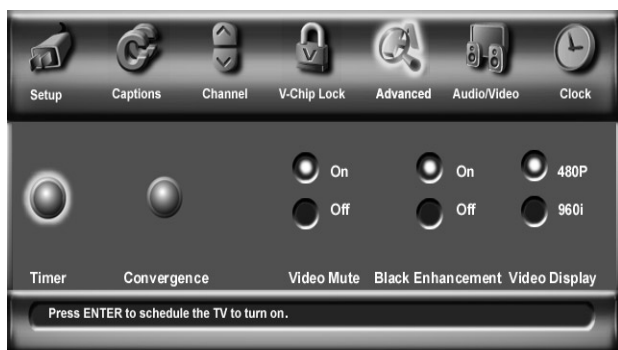 Setup Captions Channel V-Chip Lock Advanced Audio/Video Clock
On On 480P
Off Off 960i
Timer Convergence Video Mute Black Enhancement Video Display
Press ENTER to schedule the TV to turn on.